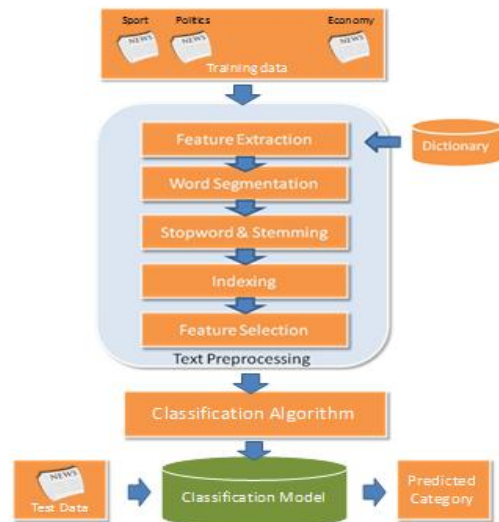 Sport Politics Economy
NEWS NEWS NEWS
Training data
Feature Extraction
Dictionary
Word Segmentation
Stopword & Stemming
Indexing
Feature Selection
Text Preprocessing
Classification Algorithm
NEWS
Test Data
Classification Model
Predicted
Category